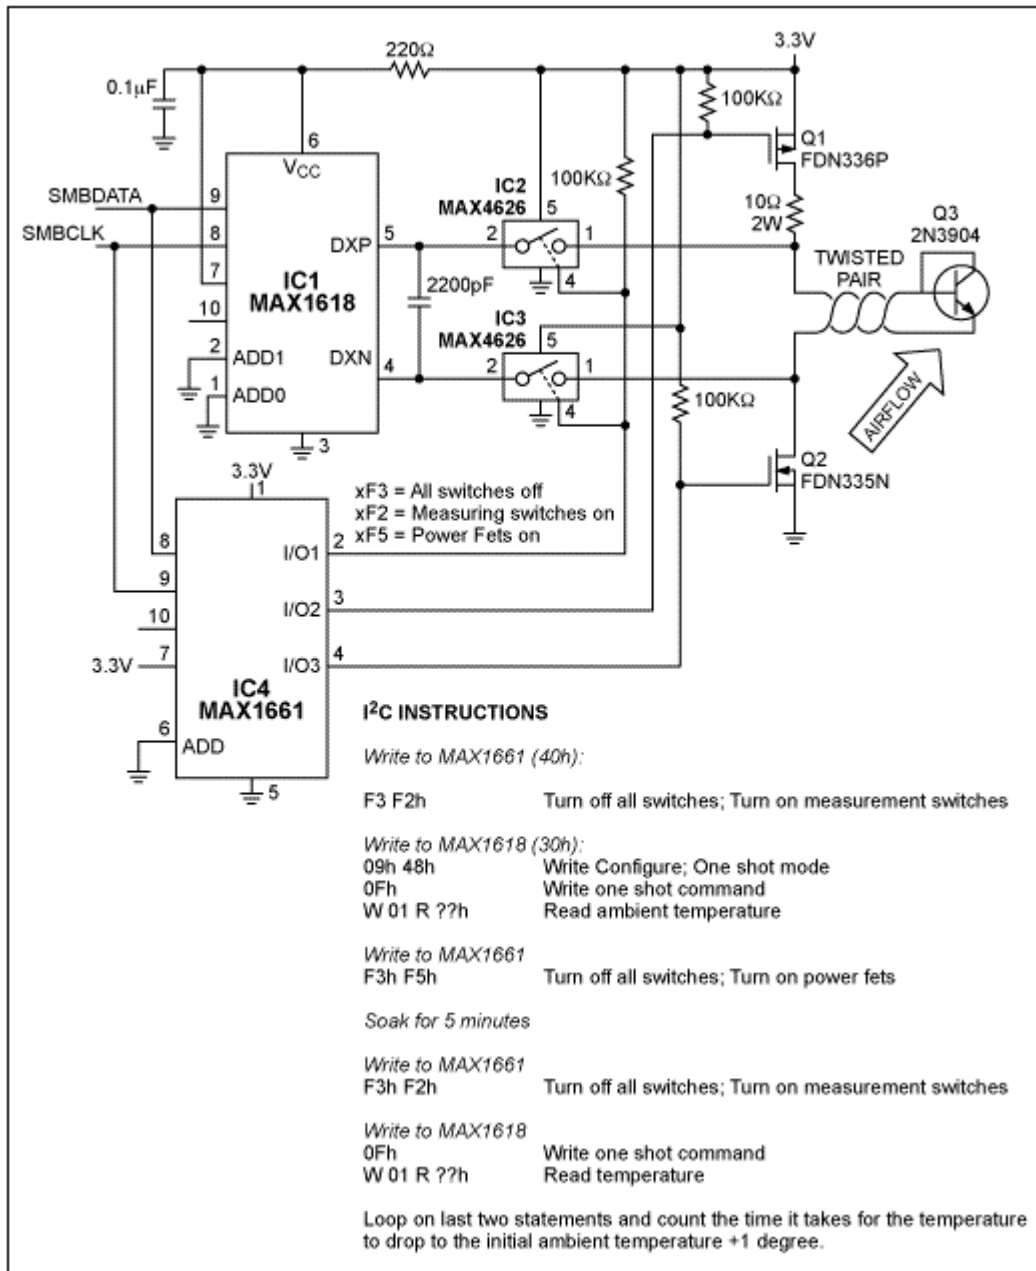 3.3V
220Ω
0.1µF
100KΩ
Q1
FDN336P
6
VCC
SMBDATA
9
SMBCLK
8
7
10
2
ADD1
1
ADD0
IC1
MAX1618
DXP
5
DXN
4
3
2200pF
IC2
MAX4626
5
2
1
4
100KΩ
IC3
MAX4626
5
2
1
4
100KΩ
10Ω
2W
Q3
2N3904
TWISTED
PAIR
AIRFLOW
Q2
FDN335N
3.3V
1
xF3 = All switches off
xF2 = Measuring switches on
xF5 = Power Fets on
8
I/O1
2
9
10
I/O2
3
3.3V
7
I/O3
4
IC4
MAX1661
6
ADD
5
I2C INSTRUCTIONS
Write to MAX1661 (40h):
F3 F2h Turn off all switches; Turn on measurement switches
Write to MAX1618 (30h):
09h 48h Write Configure; One shot mode
0Fh Write one shot command
W 01 R ??h Read ambient temperature
Write to MAX1661
F3h F5h Turn off all switches; Turn on power fets
Soak for 5 minutes
Write to MAX1661
F3h F2h Turn off all switches; Turn on measurement switches
Write to MAX1618
0Fh Write one shot command
W 01 R ??h Read temperature
Loop on last two statements and count the time it takes for the temperature
to drop to the initial ambient temperature +1 degree.